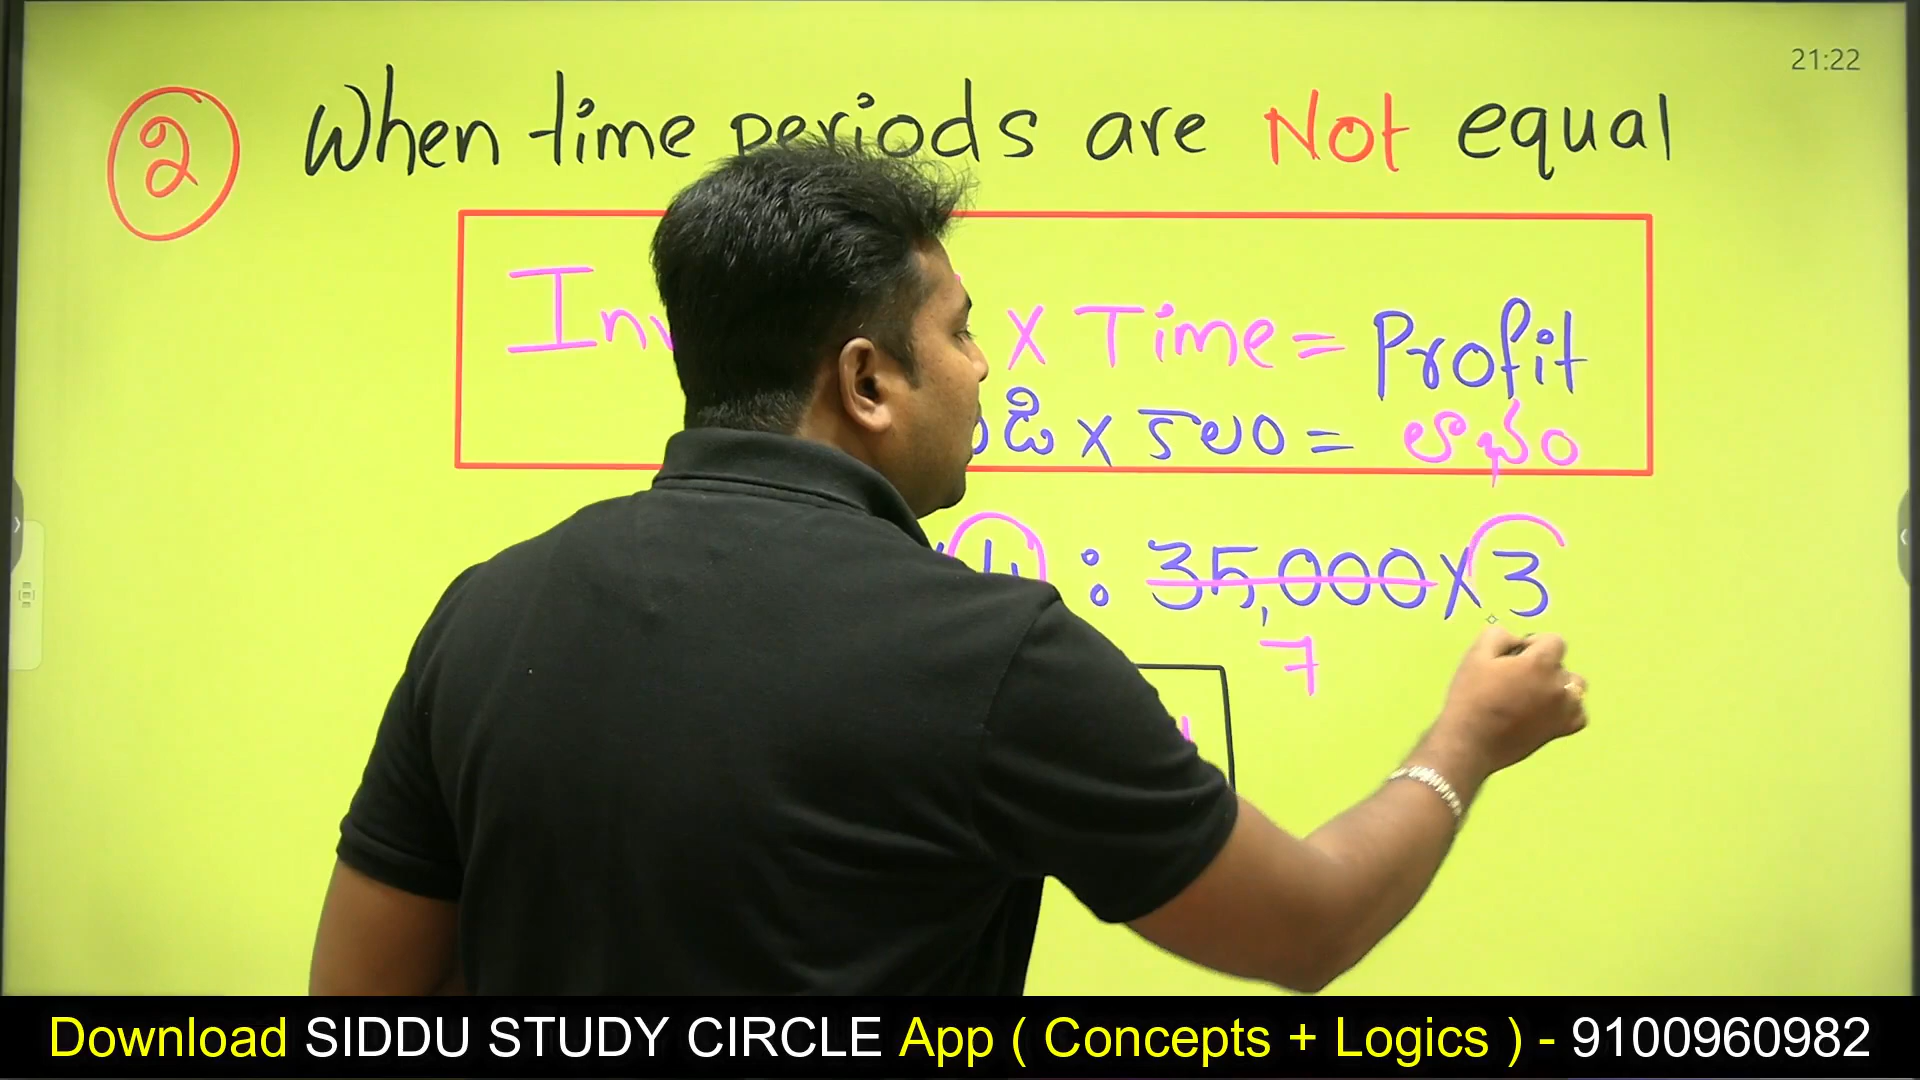 21:22
2 When time periods are Not equal
x Time = Profit
x కాలం = లాభం
4 : 35,000 x 3
7
Download SIDDU STUDY CIRCLE App ( Concepts + Logics ) - 9100960982